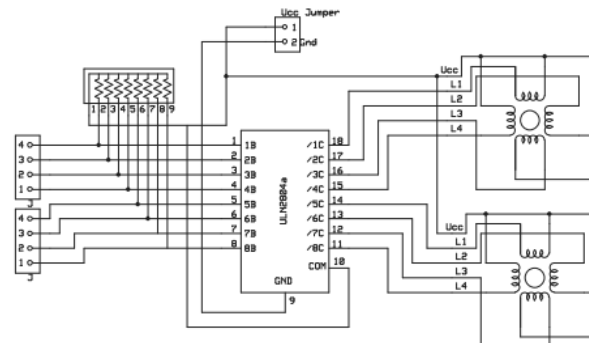 Vcc Jumper
1
2 Gnd
1 2 3 4 5 6 7 8 9
Vcc
L1
L2
L3
L4
4
3
2
1
J
4
3
2
1
J
1 1B /1C 18
2 2B /2C 17
3 3B /3C 16
4 4B /4C 15
5 5B /5C 14
6 6B /6C 13
7 7B /7C 12
8 8B /8C 11
COM 10
GND
9
ULN2804a
Vcc
L1
L2
L3
L4